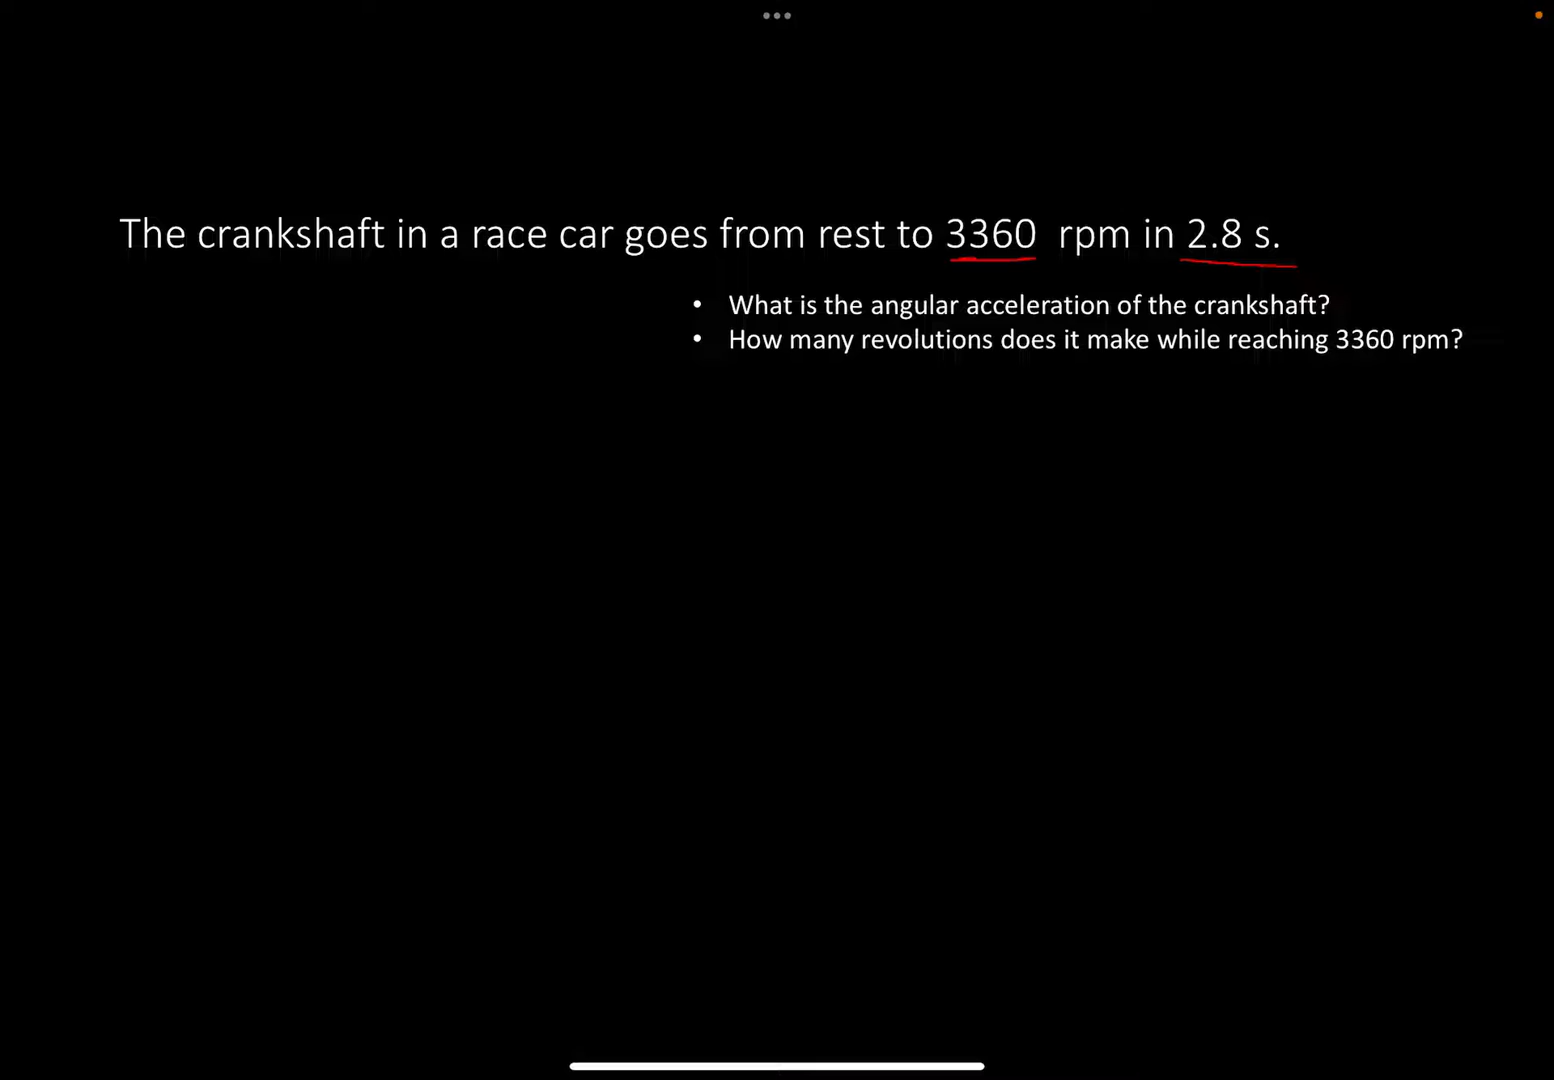 The crankshaft in a race car goes from rest to 3360 rpm in 2.8 s.
• What is the angular acceleration of the crankshaft?
• How many revolutions does it make while reaching 3360 rpm?